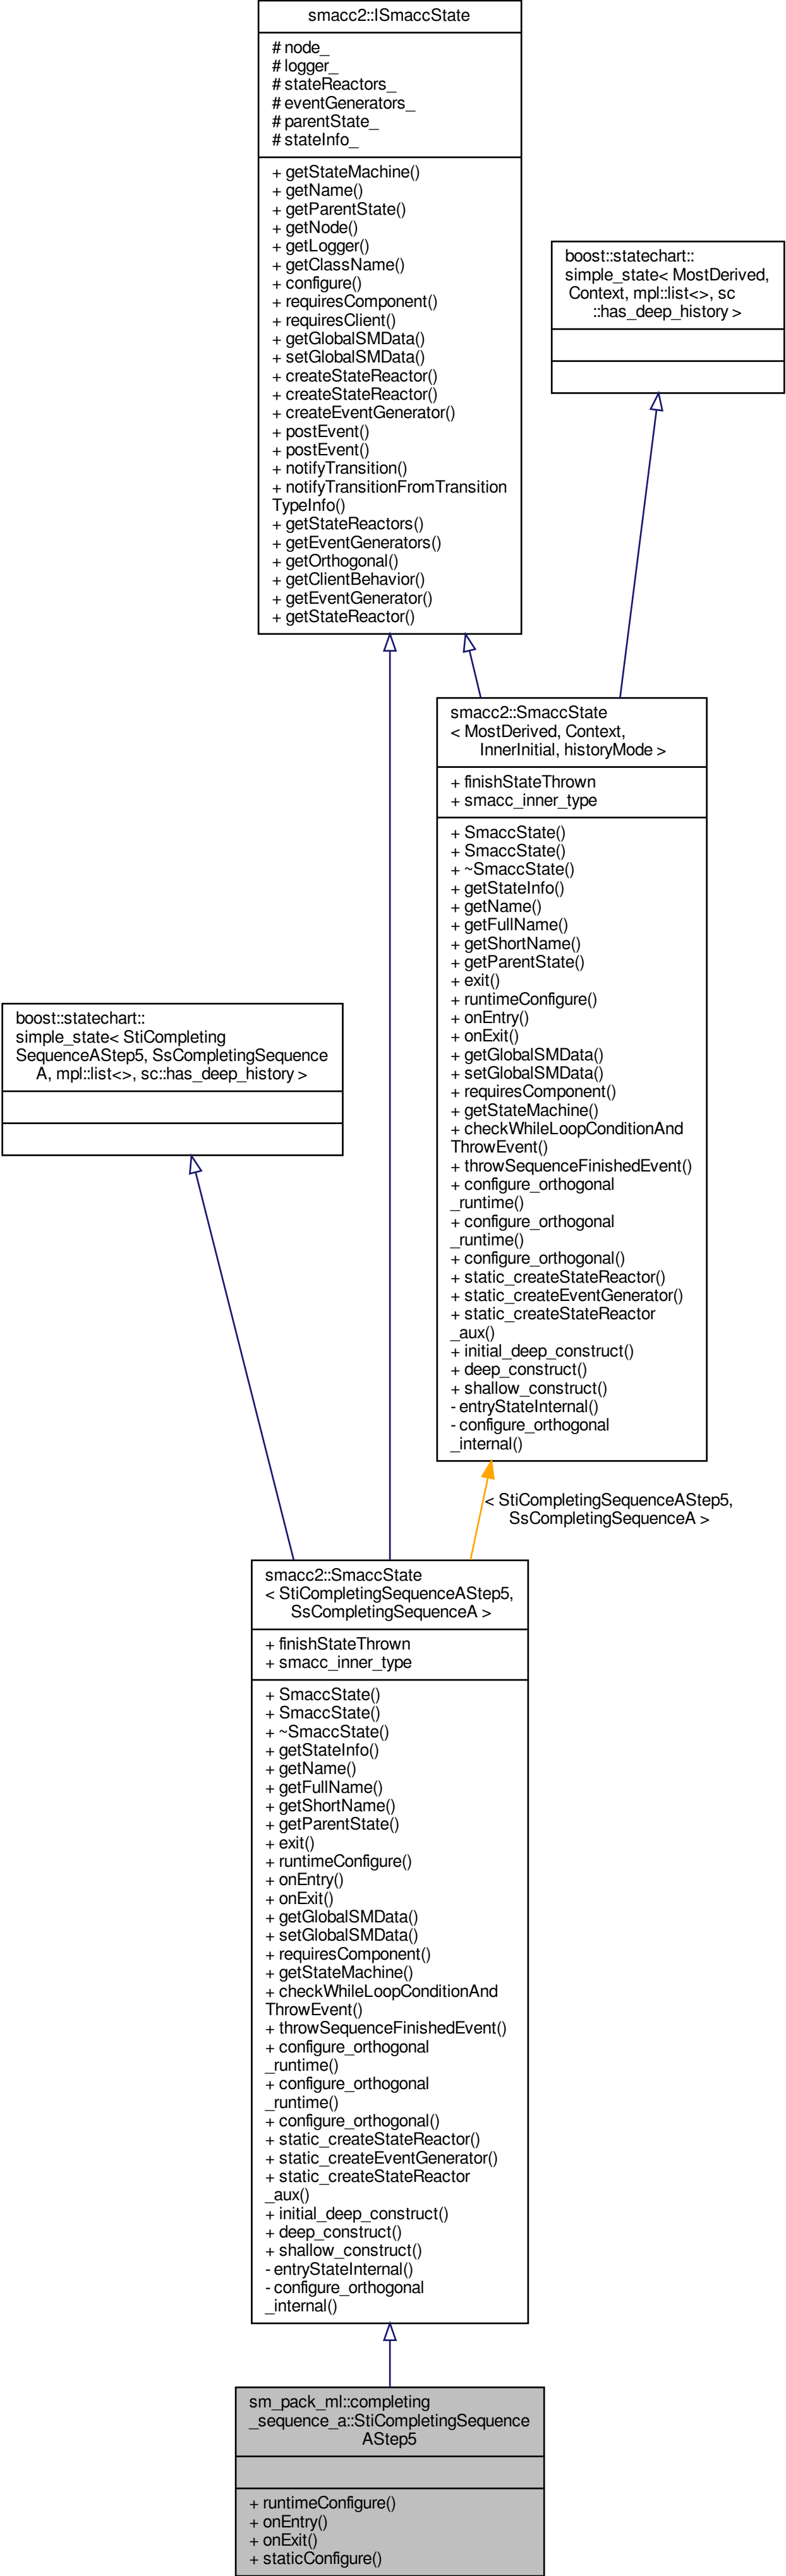 smacc2::ISmaccState
# node_
# logger_
# stateReactors_
# eventGenerators_
# parentState_
# stateInfo_
+ getStateMachine()
+ getName()
+ getParentState()
+ getNode()
+ getLogger()
+ getClassName()
+ configure()
+ requiresComponent()
+ requiresClient()
+ getGlobalSMData()
+ setGlobalSMData()
+ createStateReactor()
+ createStateReactor()
+ createEventGenerator()
+ postEvent()
+ postEvent()
+ notifyTransition()
+ notifyTransitionFromTransition
TypeInfo()
+ getStateReactors()
+ getEventGenerators()
+ getOrthogonal()
+ getClientBehavior()
+ getEventGenerator()
+ getStateReactor()
boost::statechart::
simple_state< MostDerived,
Context, mpl::list<>, sc
::has_deep_history >
smacc2::SmaccState
< MostDerived, Context,
InnerInitial, historyMode >
+ finishStateThrown
+ smacc_inner_type
+ SmaccState()
+ SmaccState()
+ ~SmaccState()
+ getStateInfo()
+ getName()
+ getFullName()
+ getShortName()
+ getParentState()
+ exit()
+ runtimeConfigure()
+ onEntry()
+ onExit()
+ getGlobalSMData()
+ setGlobalSMData()
+ requiresComponent()
+ getStateMachine()
+ checkWhileLoopConditionAnd
ThrowEvent()
+ throwSequenceFinishedEvent()
+ configure_orthogonal
_runtime()
+ configure_orthogonal
_runtime()
+ configure_orthogonal()
+ static_createStateReactor()
+ static_createEventGenerator()
+ static_createStateReactor
_aux()
+ initial_deep_construct()
+ deep_construct()
+ shallow_construct()
- entryStateInternal()
- configure_orthogonal
_internal()
boost::statechart::
simple_state< StiCompleting
SequenceAStep5, SsCompletingSequence
A, mpl::list<>, sc::has_deep_history >
< StiCompletingSequenceAStep5,
SsCompletingSequenceA >
smacc2::SmaccState
< StiCompletingSequenceAStep5,
SsCompletingSequenceA >
+ finishStateThrown
+ smacc_inner_type
+ SmaccState()
+ SmaccState()
+ ~SmaccState()
+ getStateInfo()
+ getName()
+ getFullName()
+ getShortName()
+ getParentState()
+ exit()
+ runtimeConfigure()
+ onEntry()
+ onExit()
+ getGlobalSMData()
+ setGlobalSMData()
+ requiresComponent()
+ getStateMachine()
+ checkWhileLoopConditionAnd
ThrowEvent()
+ throwSequenceFinishedEvent()
+ configure_orthogonal
_runtime()
+ configure_orthogonal
_runtime()
+ configure_orthogonal()
+ static_createStateReactor()
+ static_createEventGenerator()
+ static_createStateReactor
_aux()
+ initial_deep_construct()
+ deep_construct()
+ shallow_construct()
- entryStateInternal()
- configure_orthogonal
_internal()
sm_pack_ml::completing
_sequence_a::StiCompletingSequence
AStep5
+ runtimeConfigure()
+ onEntry()
+ onExit()
+ staticConfigure()